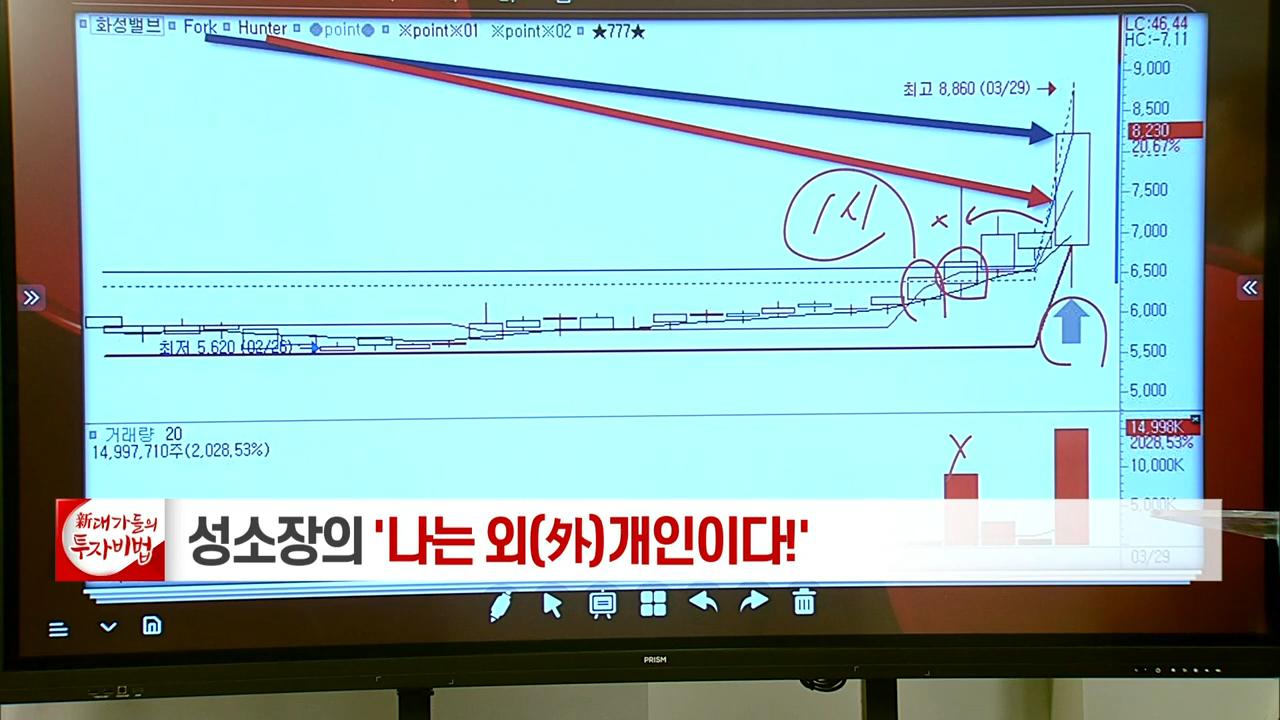 화성밸브 Fork Hunter ●point● ※point※01 ※point※02 ★777★
LC:46.44
HC:-7.11
9,000
최고 8,860 (03/29)
8,500
8,230
20.67%
7,500
1시
x
7,000
6,500
6,000
최저 5,620 (02/26)
5,500
5,000
거래량 20
14,997,710주(2,028.53%)
14,998K
2028.53%
10,000K
x
5,000K
新대가들의
투자비법
성소장의 '나는 외(外)개인이다!'
03/29
PRISM